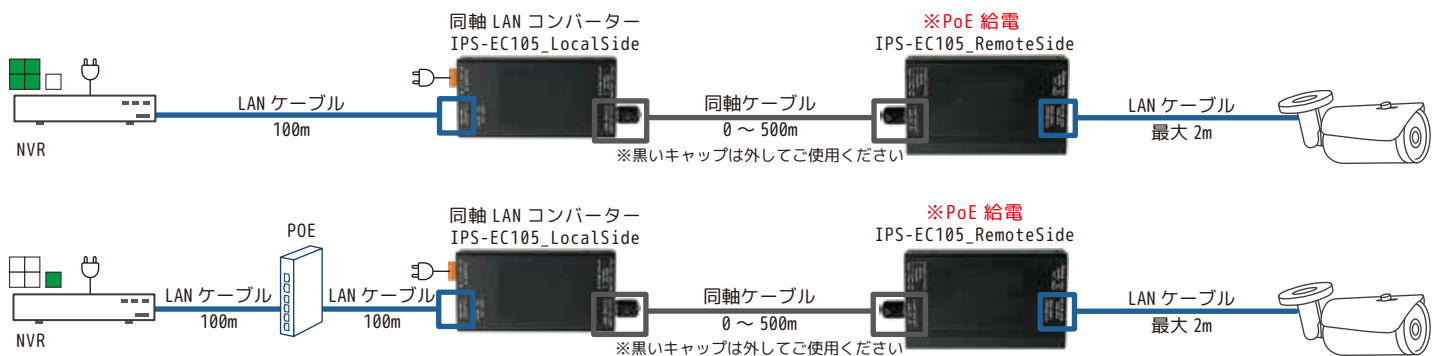 同軸 LAN コンバーター
IPS-EC105_LocalSide
※PoE 給電
IPS-EC105_RemoteSide
LAN ケーブル
100m
同軸ケーブル
0 ～ 500m
LAN ケーブル
最大 2m
※黒いキャップは外してご使用ください
NVR
同軸 LAN コンバーター
IPS-EC105_LocalSide
※PoE 給電
IPS-EC105_RemoteSide
POE
LAN ケーブル
100m
LAN ケーブル
100m
同軸ケーブル
0 ～ 500m
LAN ケーブル
最大 2m
※黒いキャップは外してご使用ください
NVR